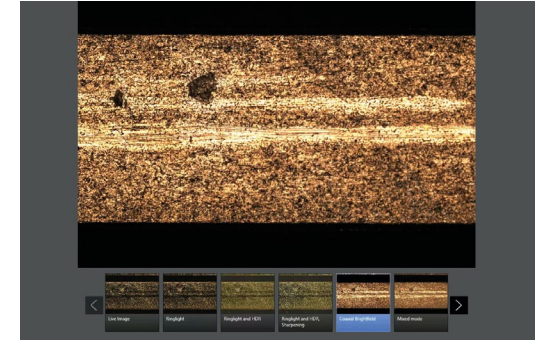 Live Image
Ringlight
Ringlight and HDR
Ringlight and HDR,
Sharpening
Coaxial Brightfield
Mixed mode